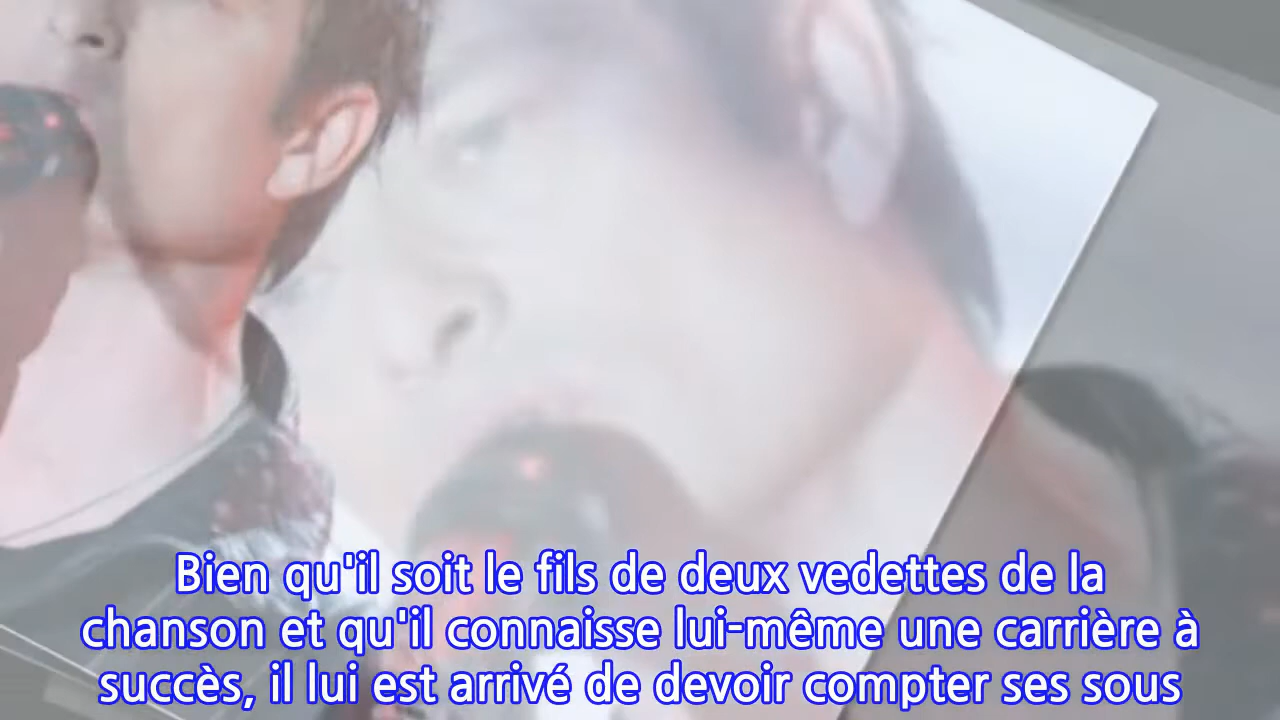 Bien qu'il soit le fils de deux vedettes de la
chanson et qu'il connaisse lui-même une carrière à
succès, il lui est arrivé de devoir compter ses sous